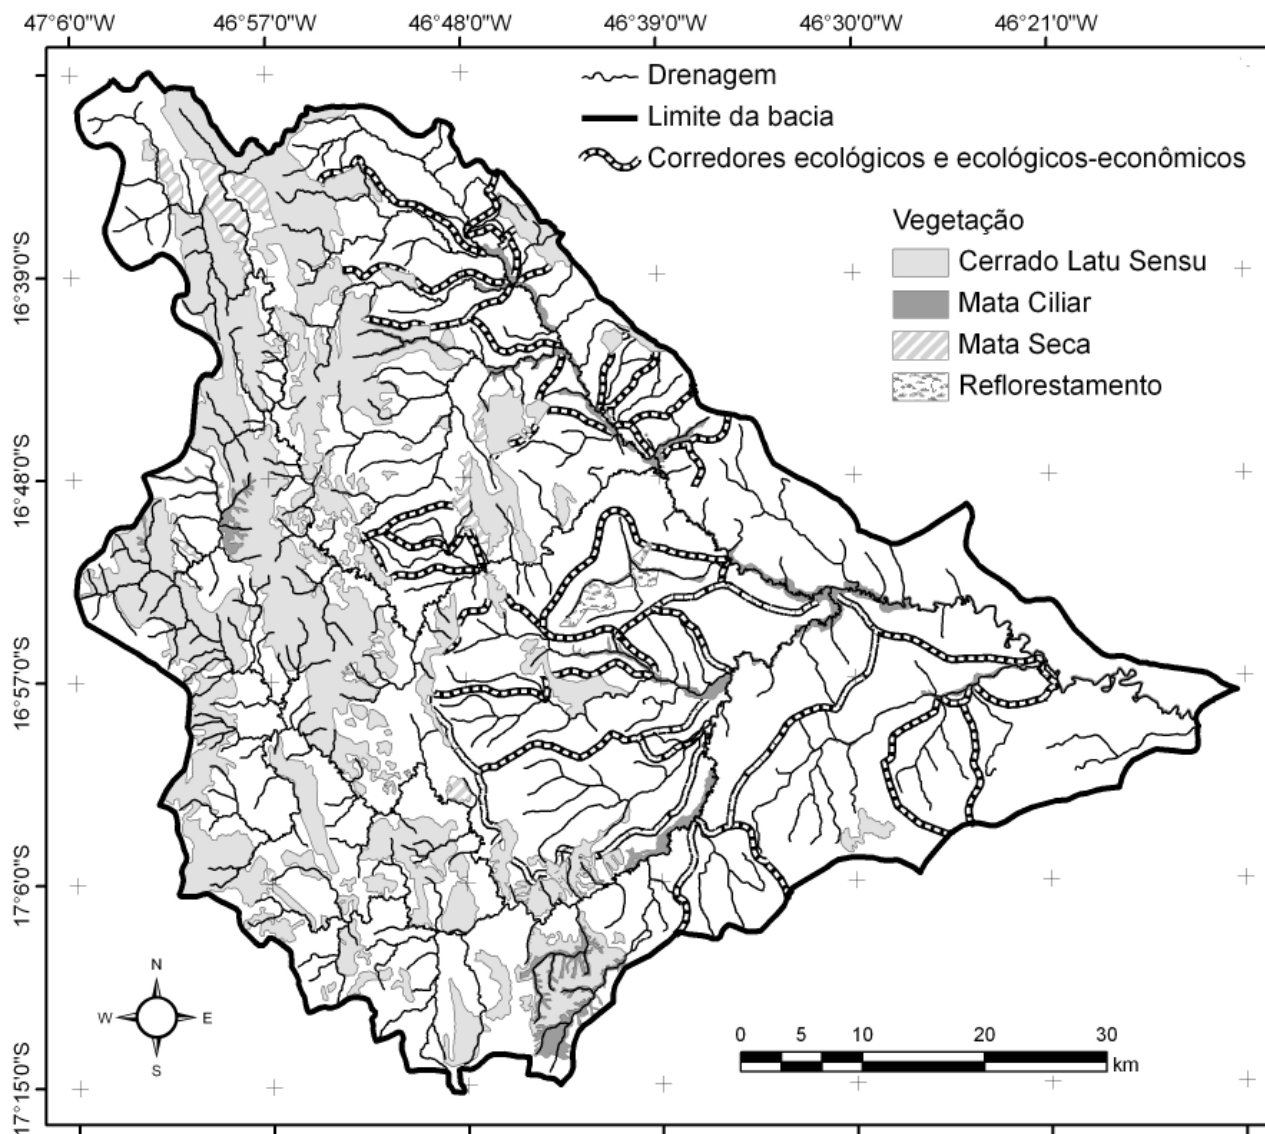 47°6'0"W 46°57'0"W 46°48'0"W 46°39'0"W 46°30'0"W 46°21'0"W
Drenagem
Limite da bacia
Corredores ecológicos e ecológicos-econômicos
Vegetação
Cerrado Latu Sensu
Mata Ciliar
Mata Seca
Reflorestamento
16°39'0"S
16°48'0"S
16°57'0"S
17°6'0"S
17°15'0"S
N
W E
S
0 5 10 20 30
km